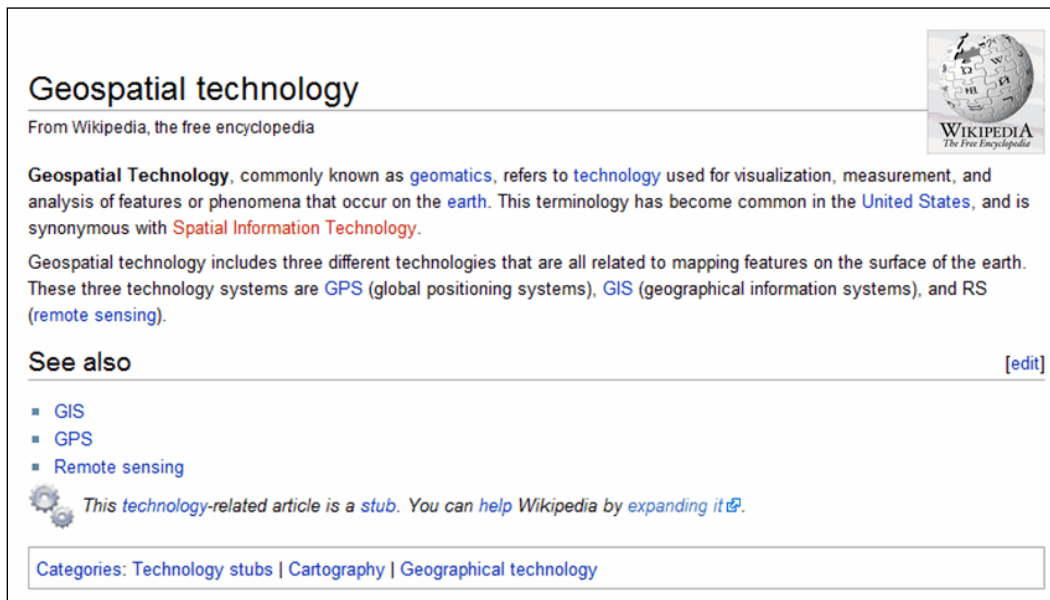 Geospatial technology
From Wikipedia, the free encyclopedia
WIKIPEDIA
The Free Encyclopedia
Geospatial Technology, commonly known as geomatics, refers to technology used for visualization, measurement, and
analysis of features or phenomena that occur on the earth. This terminology has become common in the United States, and is
synonymous with Spatial Information Technology.
Geospatial technology includes three different technologies that are all related to mapping features on the surface of the earth.
These three technology systems are GPS (global positioning systems), GIS (geographical information systems), and RS
(remote sensing).
See also [edit]
GIS
GPS
Remote sensing
This technology-related article is a stub. You can help Wikipedia by expanding it.
Categories: Technology stubs | Cartography | Geographical technology